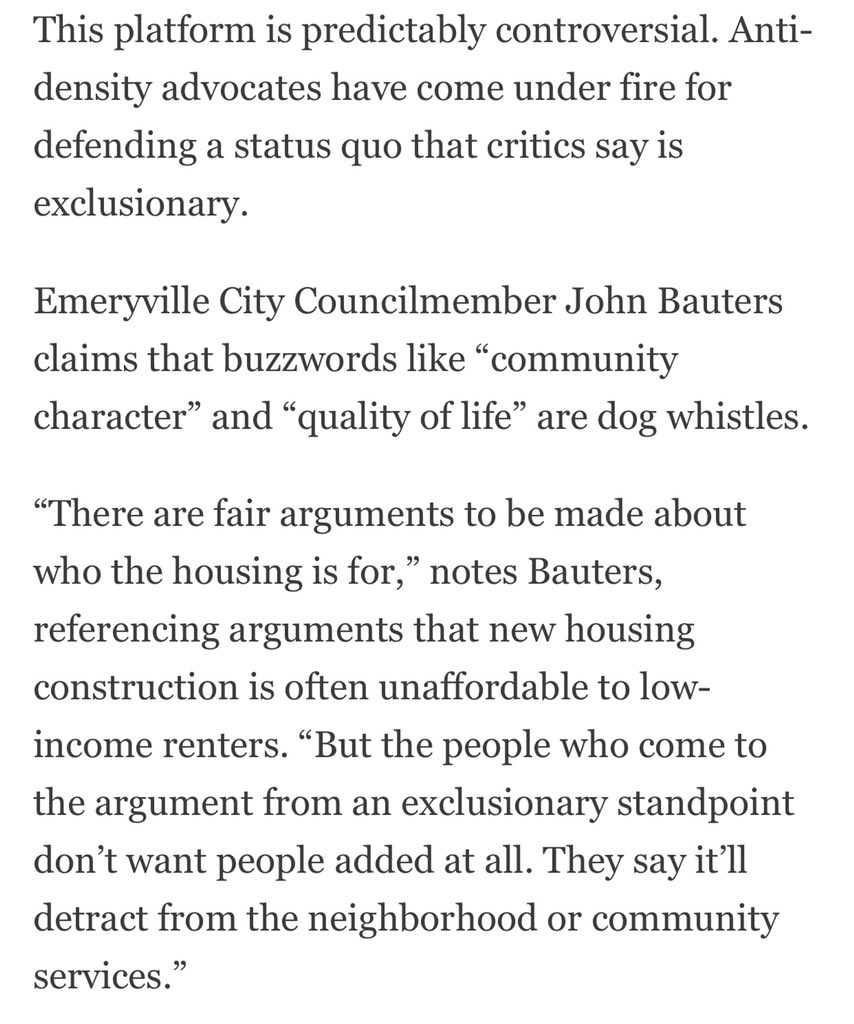 This platform is predictably controversial. Anti-
density advocates have come under fire for
defending a status quo that critics say is
exclusionary.
Emeryville City Councilmember John Bauters
claims that buzzwords like “community
character” and “quality of life” are dog whistles.
“There are fair arguments to be made about
who the housing is for,” notes Bauters,
referencing arguments that new housing
construction is often unaffordable to low-
income renters. “But the people who come to
the argument from an exclusionary standpoint
don’t want people added at all. They say it’ll
detract from the neighborhood or community
services.”